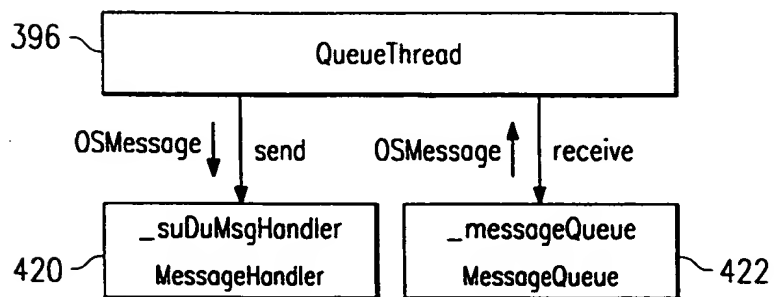 396
QueueThread
OSMessage
send
OSMessage
receive
_suDuMsgHandler
MessageHandler
_messageQueue
MessageQueue
420
422